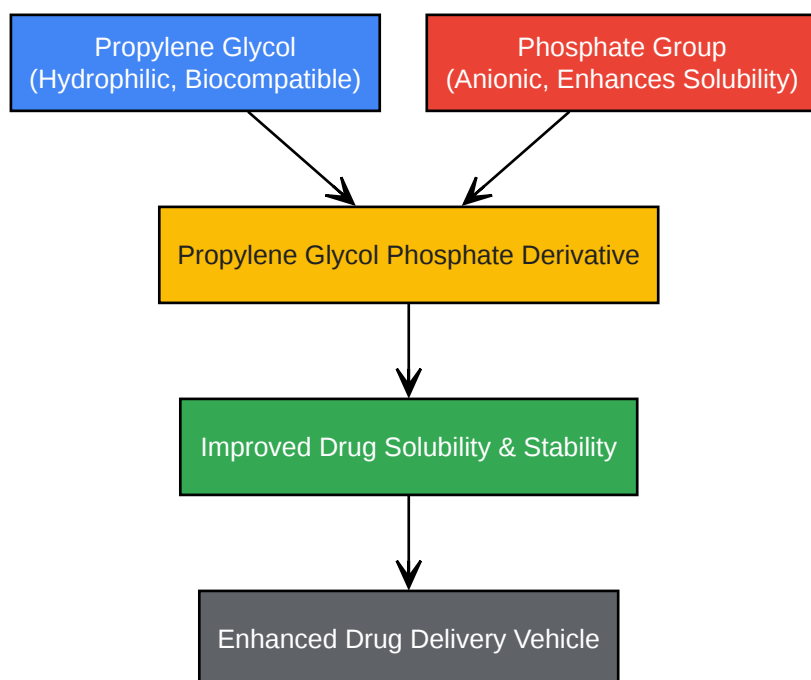 Propylene Glycol
(Hydrophilic, Biocompatible)
Phosphate Group
(Anionic, Enhances Solubility)
Propylene Glycol Phosphate Derivative
Improved Drug Solubility & Stability
Enhanced Drug Delivery Vehicle